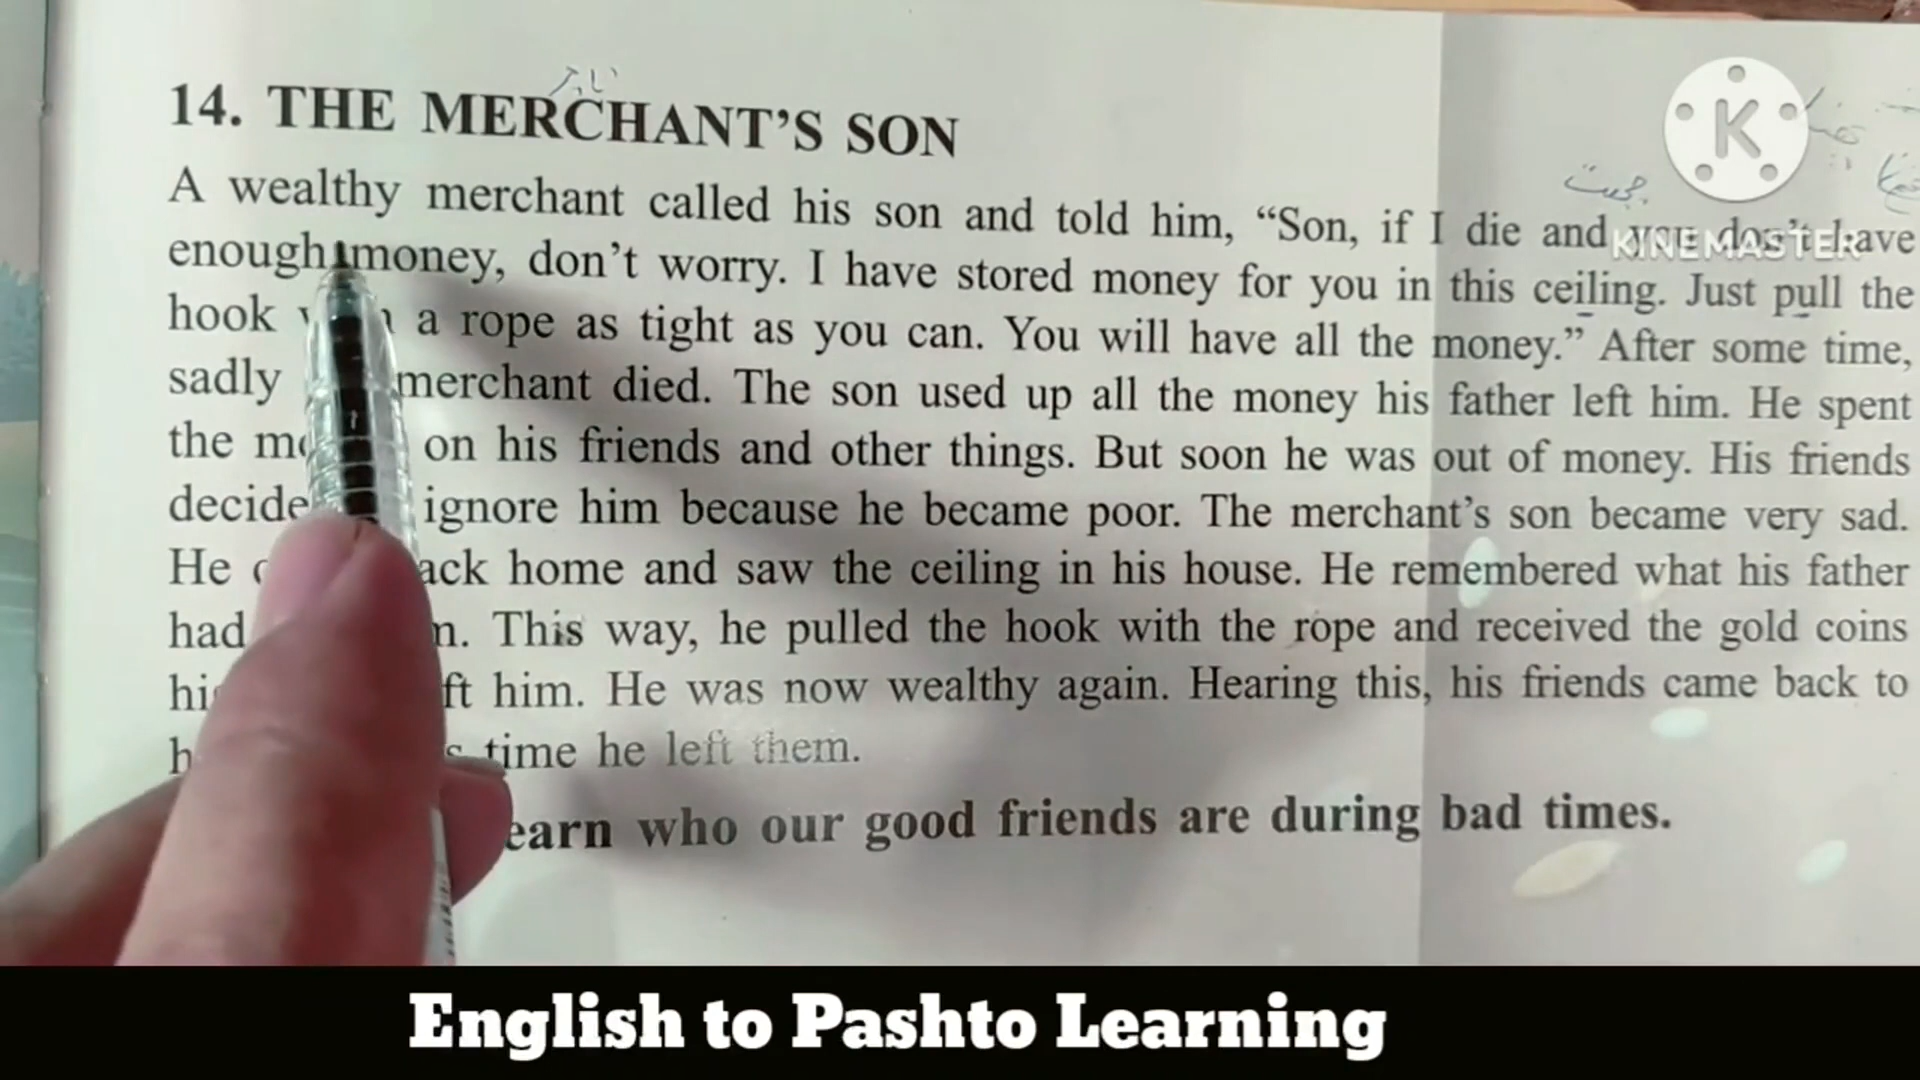 تاجر
14. THE MERCHANT'S SON
چھت
A wealthy merchant called his son and told him, “Son, if I die and you don't have
KINEMASTER
enough money, don't worry. I have stored money for you in this ceiling. Just pull the
hook a rope as tight as you can. You will have all the money.” After some time,
sadly merchant died. The son used up all the money his father left him. He spent
the on his friends and other things. But soon he was out of money. His friends
ignore him because he became poor. The merchant's son became very sad.
He home and saw the ceiling in his house. He remembered what his father
had This way, he pulled the hook with the rope and received the gold coins
him. He was now wealthy again. Hearing this, his friends came back to
time he left them.
who our good friends are during bad times.
English to Pashto Learning